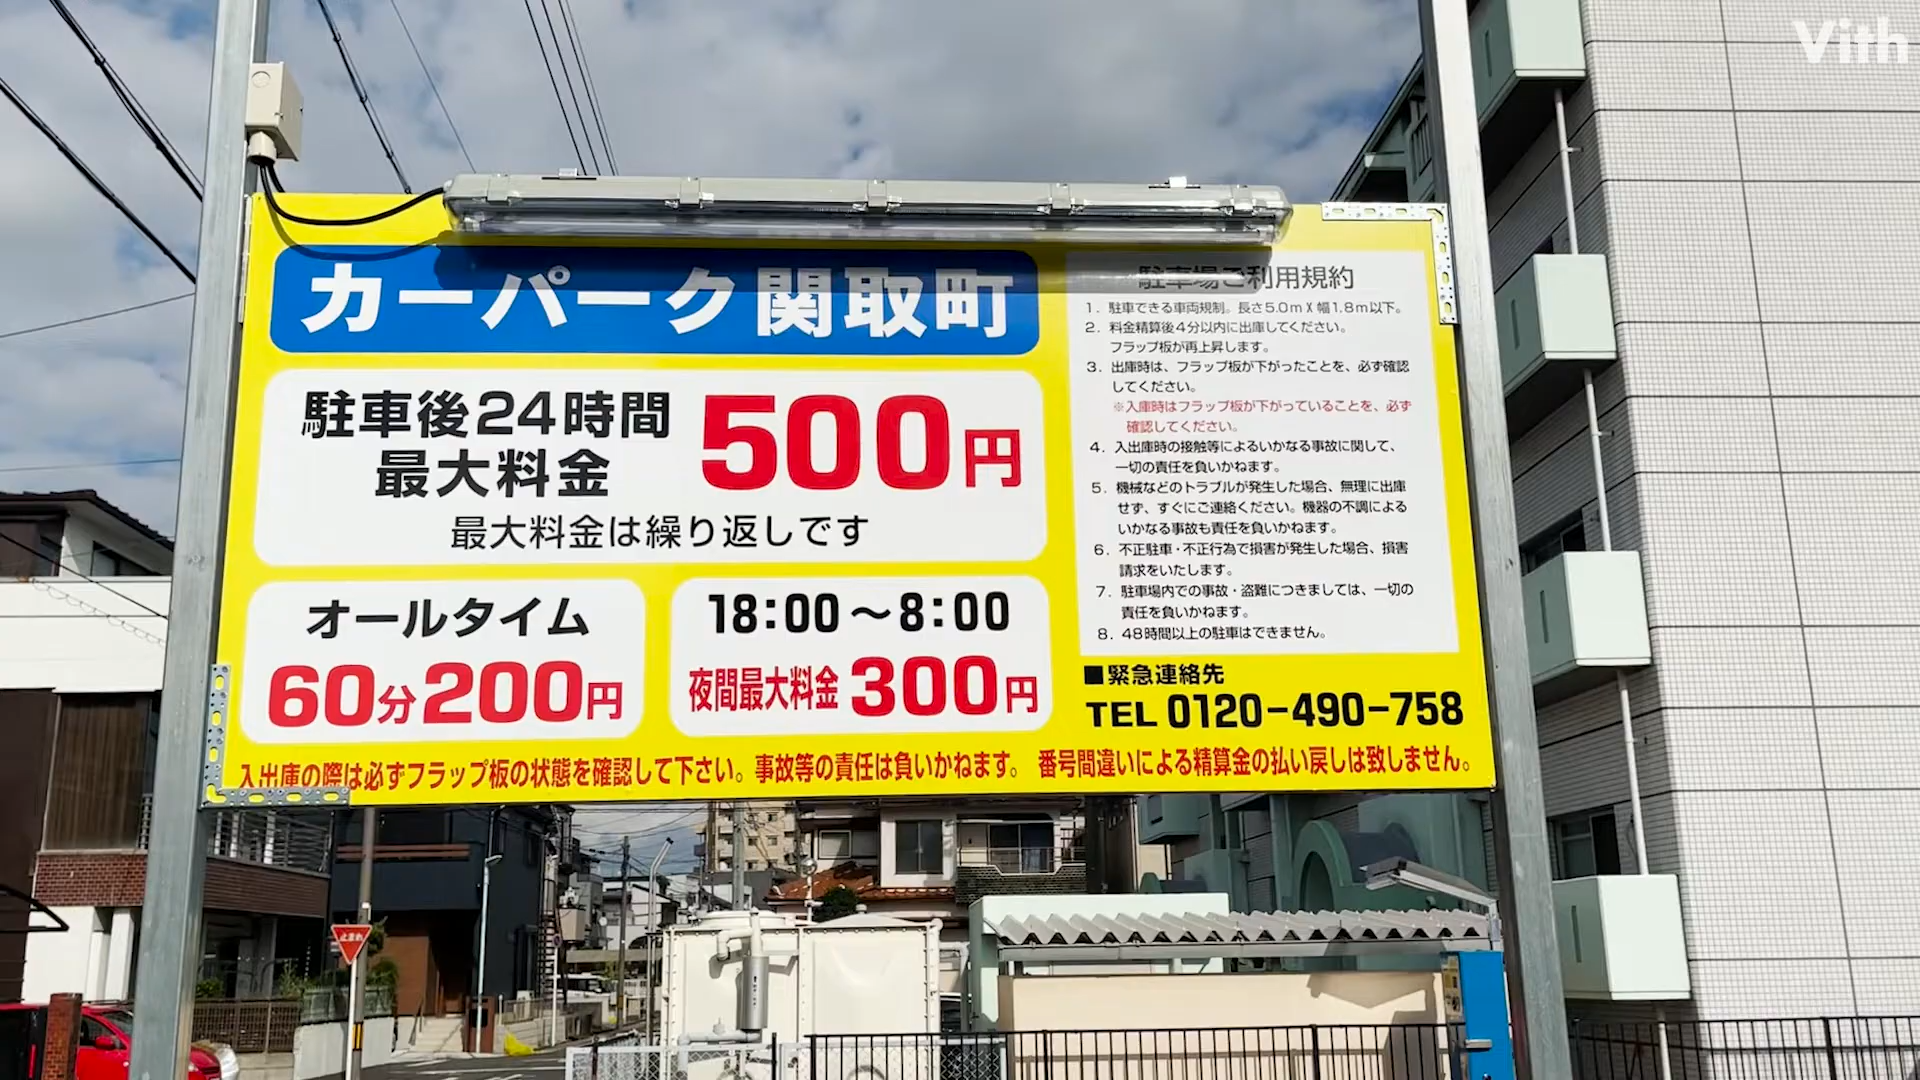 Vith
カーパーク関取町
駐車後24時間
最大料金
500円
最大料金は繰り返しです
オールタイム
60分200円
18:00～8:00
夜間最大料金300円
駐車場ご利用規約
1. 駐車できる車両規制。長さ5.0m X 幅1.8m以下。
2. 料金精算後4分以内に出庫してください。
フラップ板が再上昇します。
3. 出庫時は、フラップ板が下がったことを、必ず確認
してください。
※入庫時はフラップ板が下がっていることを、必ず
確認してください。
4. 入出庫時の接触等によるいかなる事故に関して、
一切の責任を負いかねます。
5. 機械などのトラブルが発生した場合、無理に出庫
せず、すぐにご連絡ください。機器の不調による
いかなる事故も責任を負いかねます。
6. 不正駐車・不正行為で損害が発生した場合、損害
請求をいたします。
7. 駐車場内での事故・盗難につきましては、一切の
責任を負いかねます。
8. 48時間以上の駐車はできません。
■緊急連絡先
TEL 0120-490-758
入出庫の際は必ずフラップ板の状態を確認して下さい。事故等の責任は負いかねます。 番号間違いによる精算金の払い戻しは致しません。
止まれ